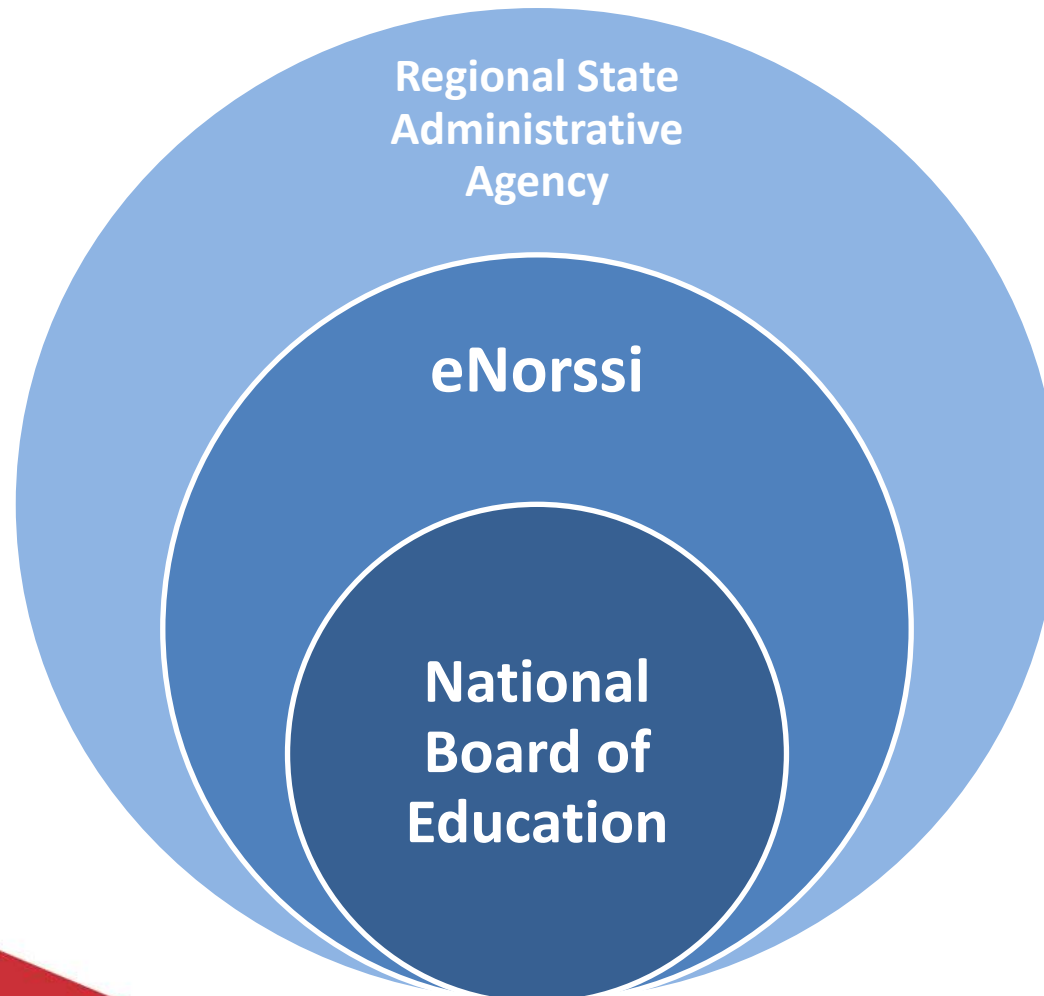 Regional State
Administrative
Agency
eNorssi
National
Board of
Education